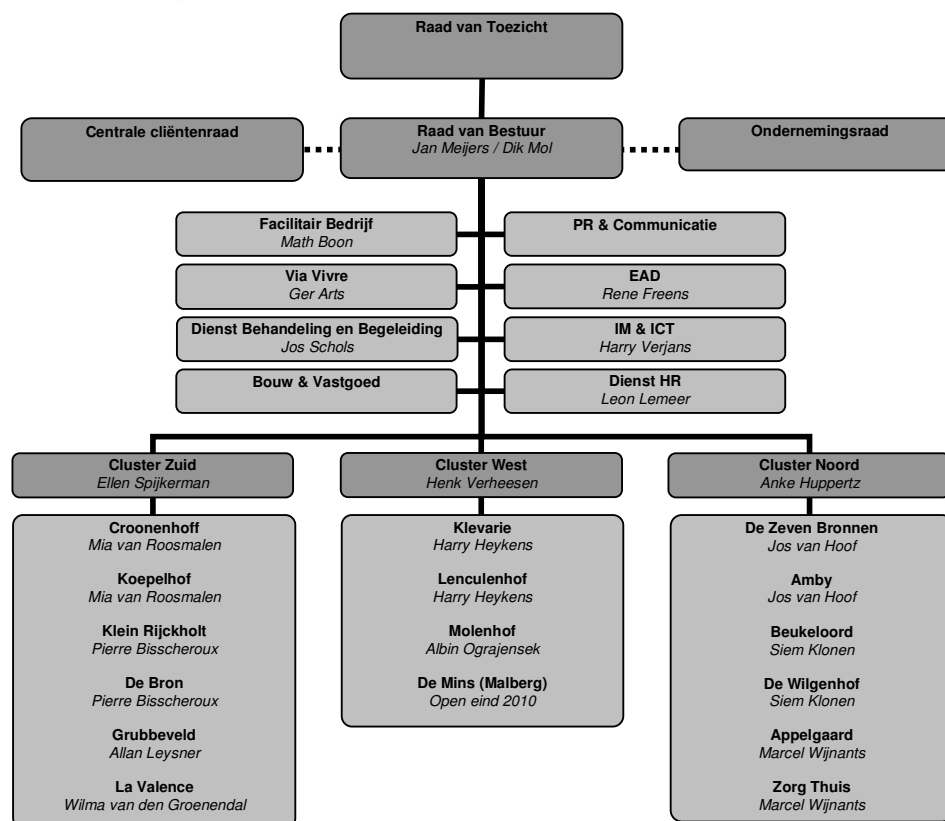 Raad van Toezicht
Centrale cliëntenraad
Raad van Bestuur
Jan Meijers / Dik Mol
Ondernemingsraad
Facilitair Bedrijf
Math Boon
PR & Communicatie
Via Vivre
Ger Arts
EAD
Rene Freens
Dienst Behandeling en Begeleiding
Jos Schols
IM & ICT
Harry Verjans
Bouw & Vastgoed
Dienst HR
Leon Lemeer
Cluster Zuid
Ellen Spijkerman
Cluster West
Henk Verheesen
Cluster Noord
Anke Huppertz
Croonenhoff
Mia van Roosmalen
Koepelhof
Mia van Roosmalen
Klein Rijckholt
Pierre Bisscheroux
De Bron
Pierre Bisscheroux
Grubbeveld
Allan Leysner
La Valence
Wilma van den Groenendal
Klevarie
Harry Heykens
Lenculenhof
Harry Heykens
Molenhof
Albin Ograjensek
De Mins (Malberg)
Open eind 2010
De Zeven Bronnen
Jos van Hoof
Amby
Jos van Hoof
Beukeloord
Siem Klonen
De Wilgenhof
Siem Klonen
Appelgaard
Marcel Wijnants
Zorg Thuis
Marcel Wijnants